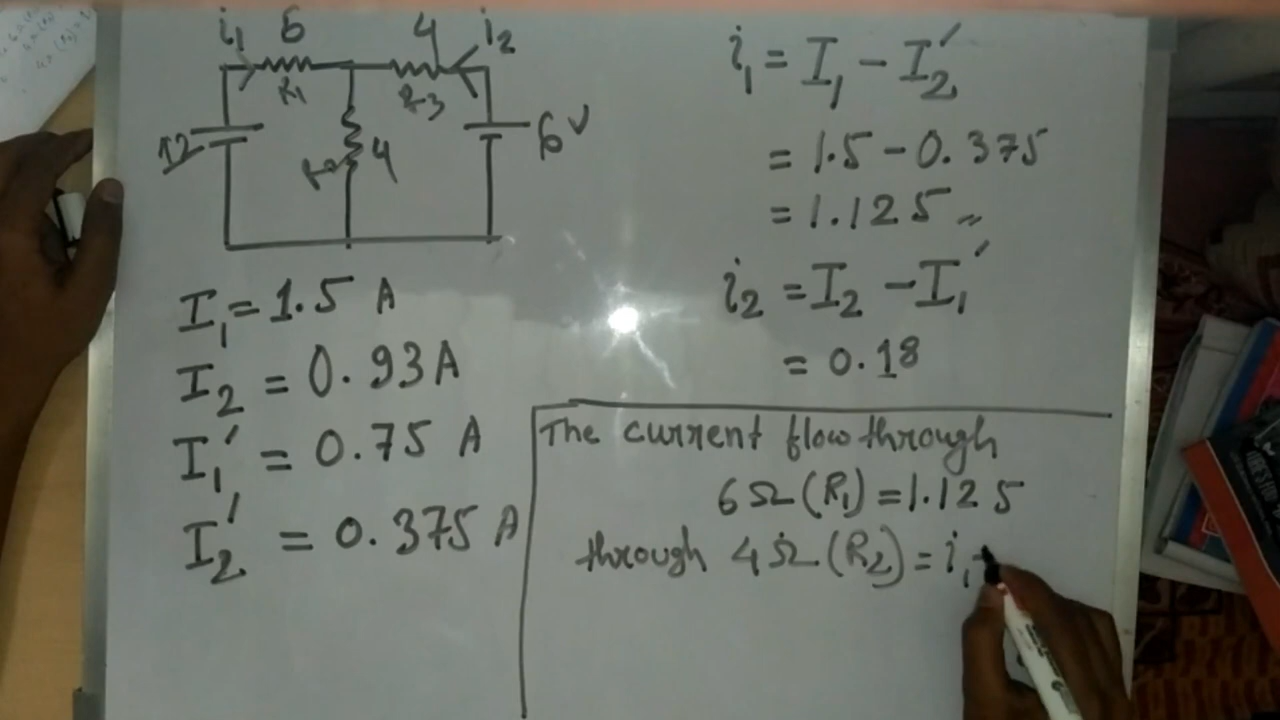 i₁ 6 4 i₂
R₁ R₃
12 4 6V
I₁ = 1.5 A
I₂ = 0.93 A
I₁' = 0.75 A
I₂' = 0.375 A
i₁ = I₁ - I₂'
= 1.5 - 0.375
= 1.125 〃
i₂ = I₂ - I₁'
= 0.18
The current flow through
6Ω (R₁) = 1.125
through 4Ω (R₂) = i₁+